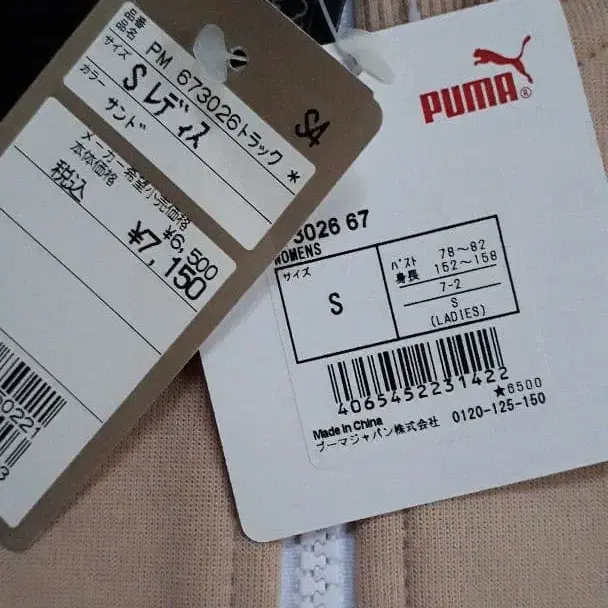 品番
品名
PM 673026トラック
サイズ
Sレディス *
カラー
サンド
メーカー希望小売価格
本体価格
¥6,500
税込
¥7,150
PUMA®
3026 67
WOMENS
サイズ
S
バスト 78～82
身長 152～158
7-2
S
(LADIES)
4065452231422
★6500
Made in China
プーマジャパン株式会社 0120-125-150
50221
3